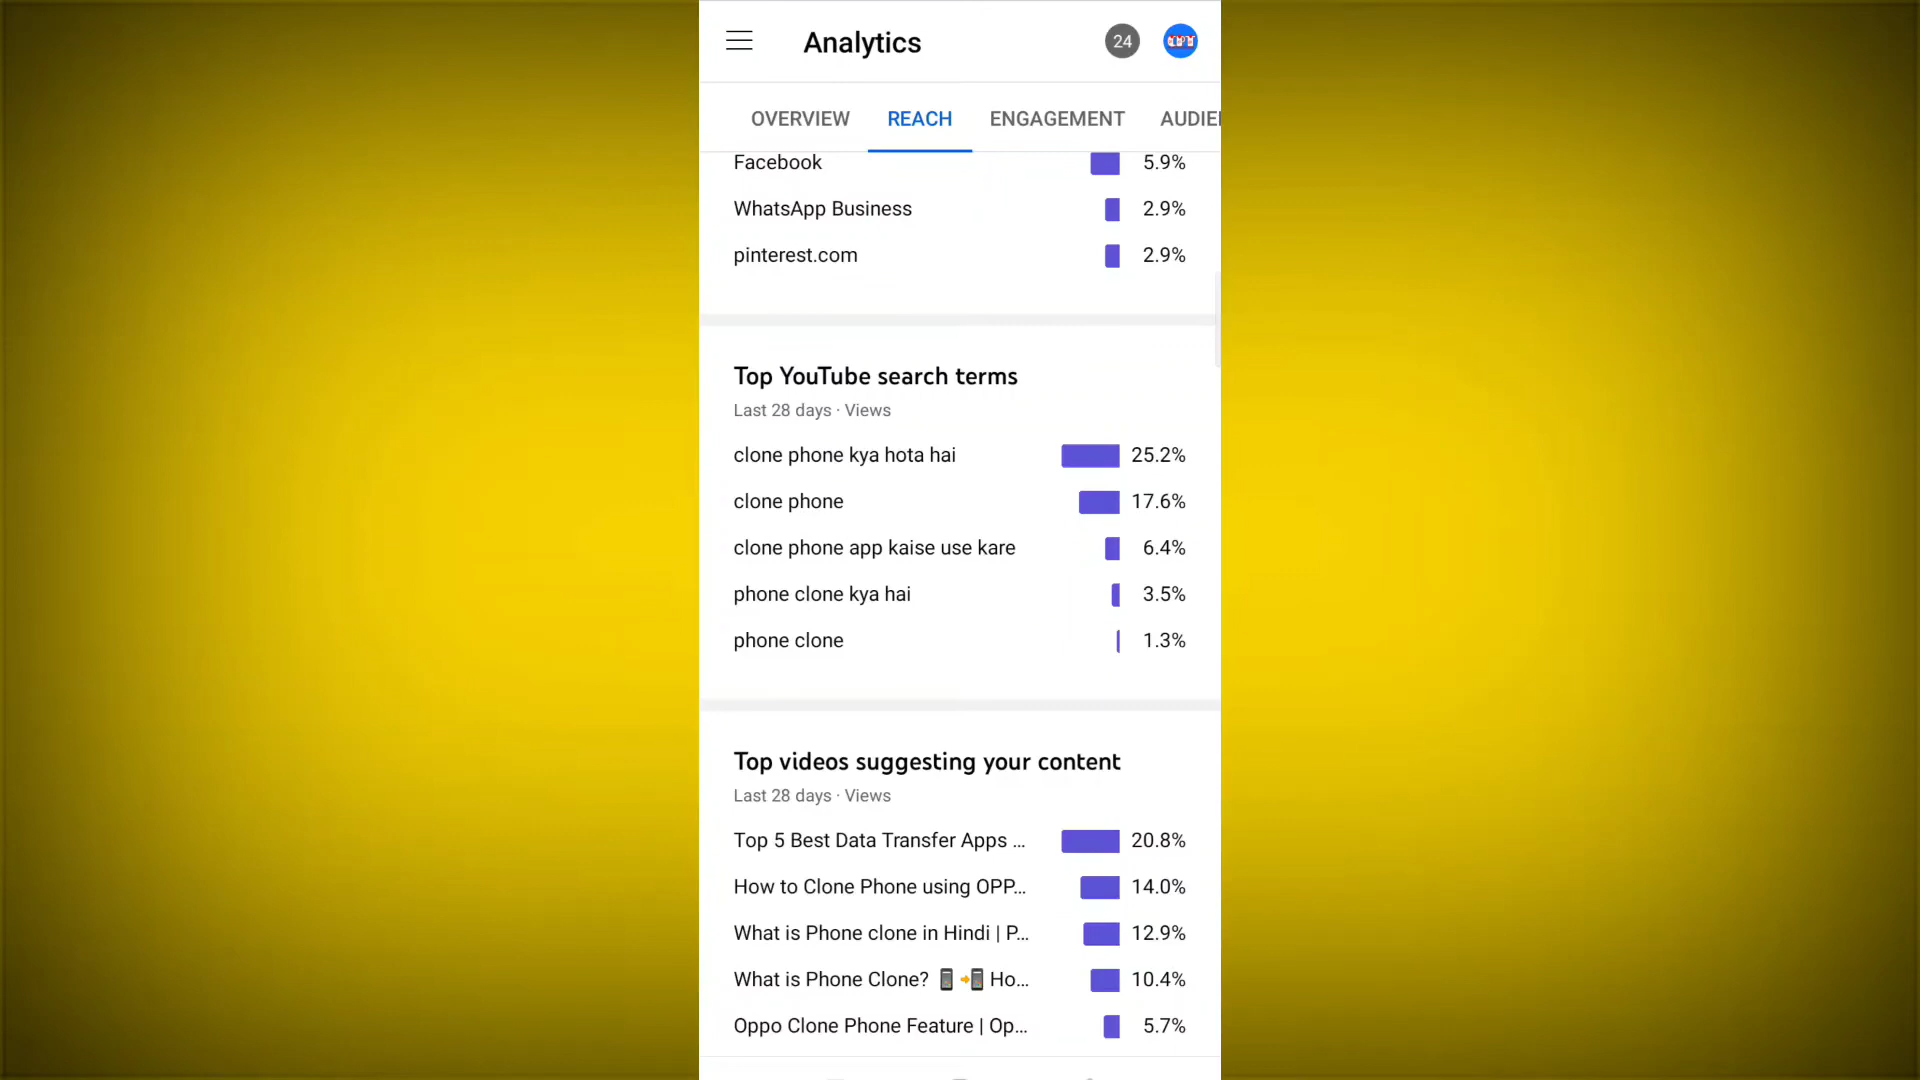 Analytics
24
OVERVIEW REACH ENGAGEMENT AUDIE
Facebook 5.9%
WhatsApp Business 2.9%
pinterest.com 2.9%
Top YouTube search terms
Last 28 days · Views
clone phone kya hota hai 25.2%
clone phone 17.6%
clone phone app kaise use kare 6.4%
phone clone kya hai 3.5%
phone clone 1.3%
Top videos suggesting your content
Last 28 days · Views
Top 5 Best Data Transfer Apps ... 20.8%
How to Clone Phone using OPP... 14.0%
What is Phone clone in Hindi | P... 12.9%
What is Phone Clone? 📱📲 Ho... 10.4%
Oppo Clone Phone Feature | Op... 5.7%